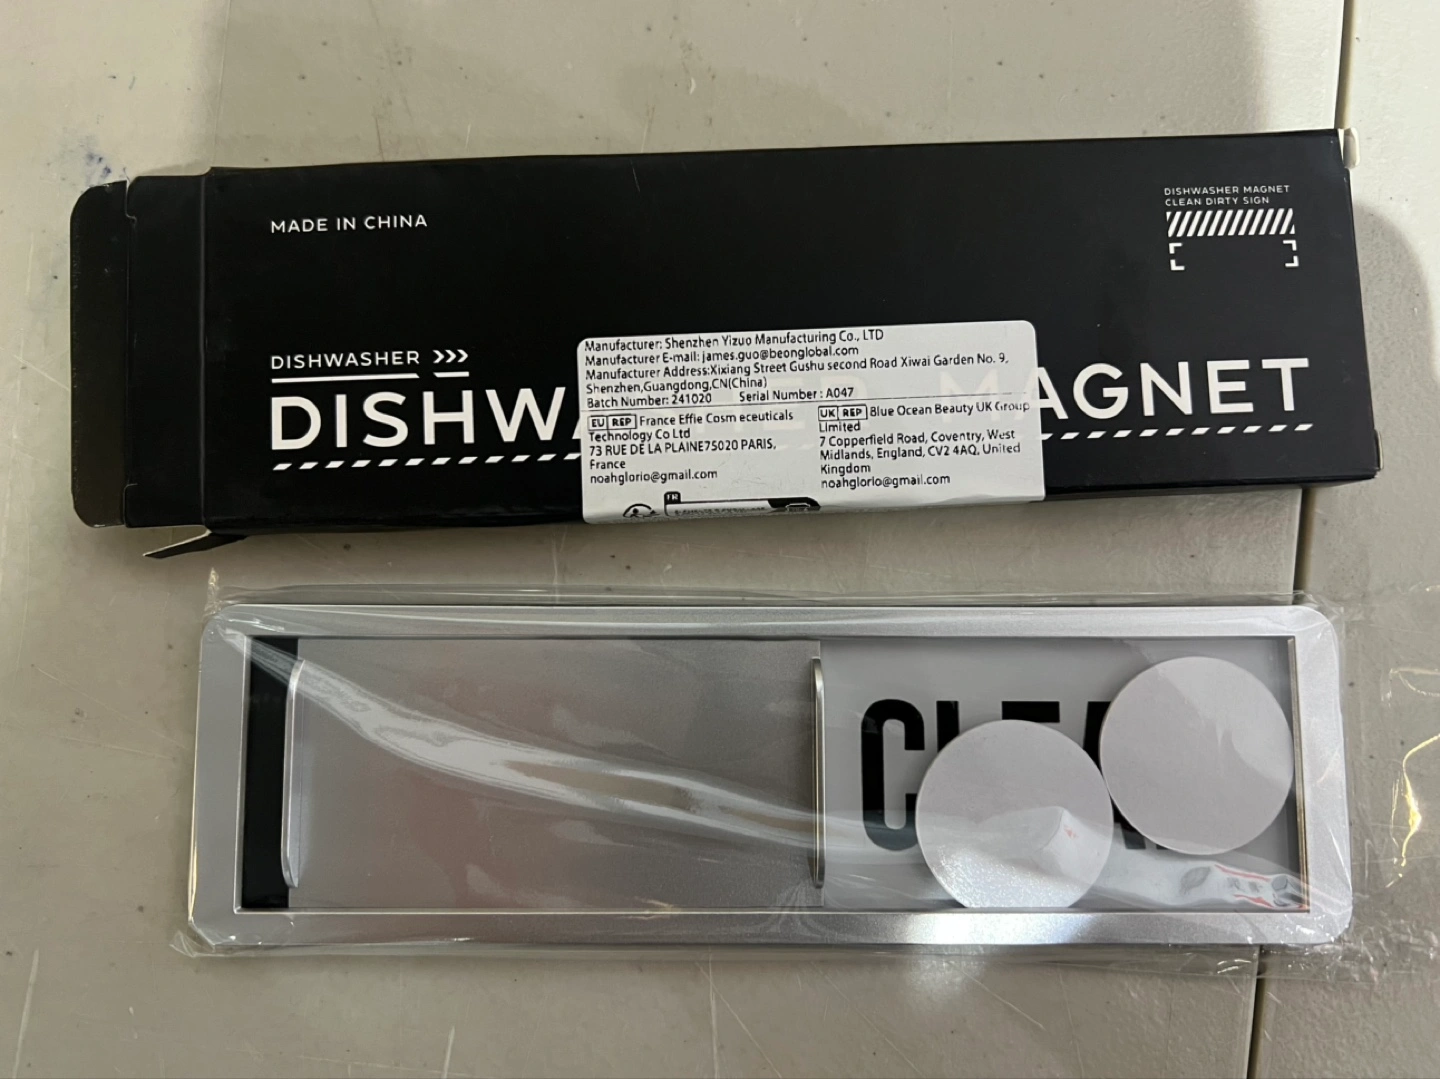 MADE IN CHINA
DISHWASHER MAGNET
CLEAN DIRTY SIGN
DISHWASHER >>>
DISHW MAGNET
Manufacturer: Shenzhen Yizuo Manufacturing Co., LTD
Manufacturer E-mail: james.guo@beonglobal.com
Manufacturer Address:Xixiang Street Gushu second Road Xiwai Garden No. 9,
Shenzhen,Guangdong,CN(China)
Batch Number: 241020 Serial Number : A047
EU REP France Effie Cosm eceuticals
Technology Co Ltd
73 RUE DE LA PLAINE75020 PARIS,
France
noahglorio@gmail.com
UK REP Blue Ocean Beauty UK Group
Limited
7 Copperfield Road, Coventry, West
Midlands, England, CV2 4AQ, United
Kingdom
noahglorio@gmail.com
FR
CLEA